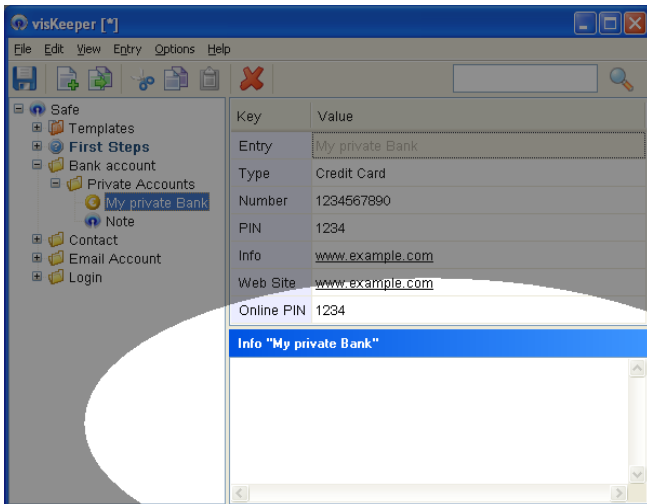 visKeeper [*]
File Edit View Entry Options Help
Safe
Templates
First Steps
Bank account
Private Accounts
My private Bank
Note
Contact
Email Account
Login
Key Value
Entry My private Bank
Type Credit Card
Number 1234567890
PIN 1234
Info www.example.com
Web Site www.example.com
Online PIN 1234
Info "My private Bank"